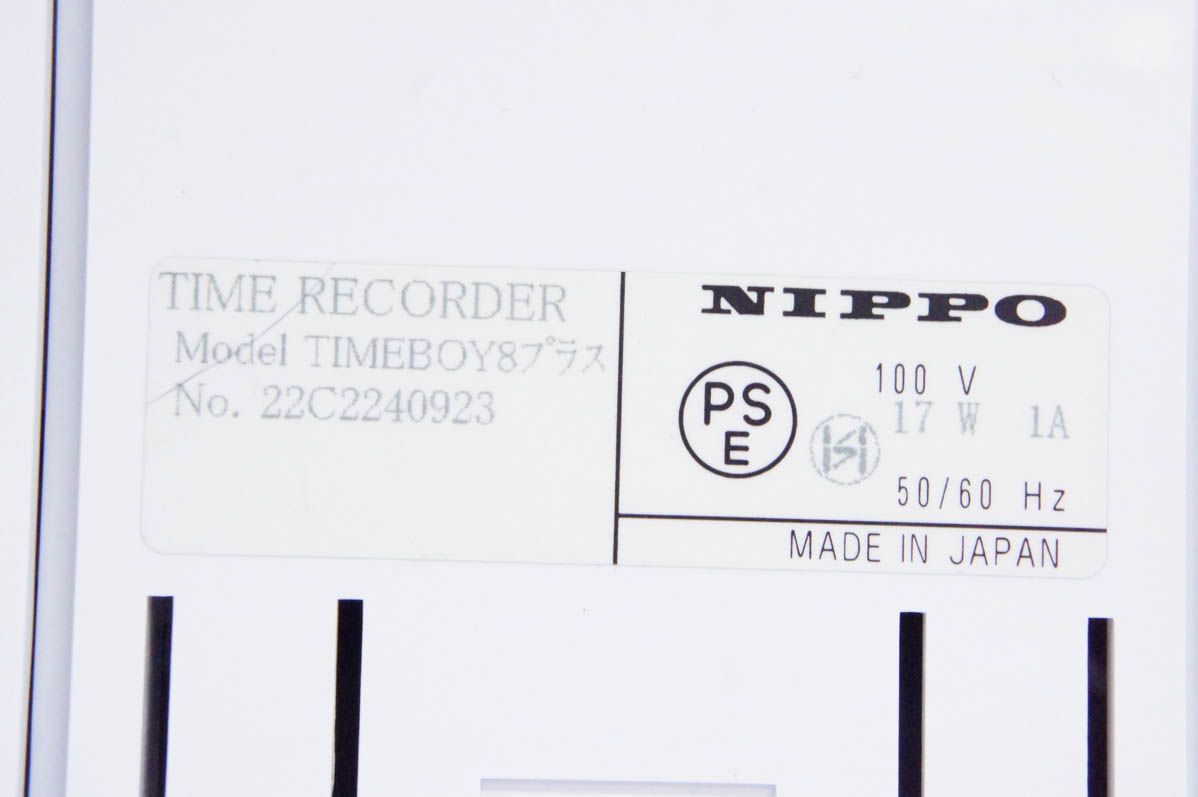 TIME RECORDER
Model TIMEBOY8プラス
No. 22C2240923
NIPPO
PS
E
100 V
17 W 1A
50/60 Hz
MADE IN JAPAN